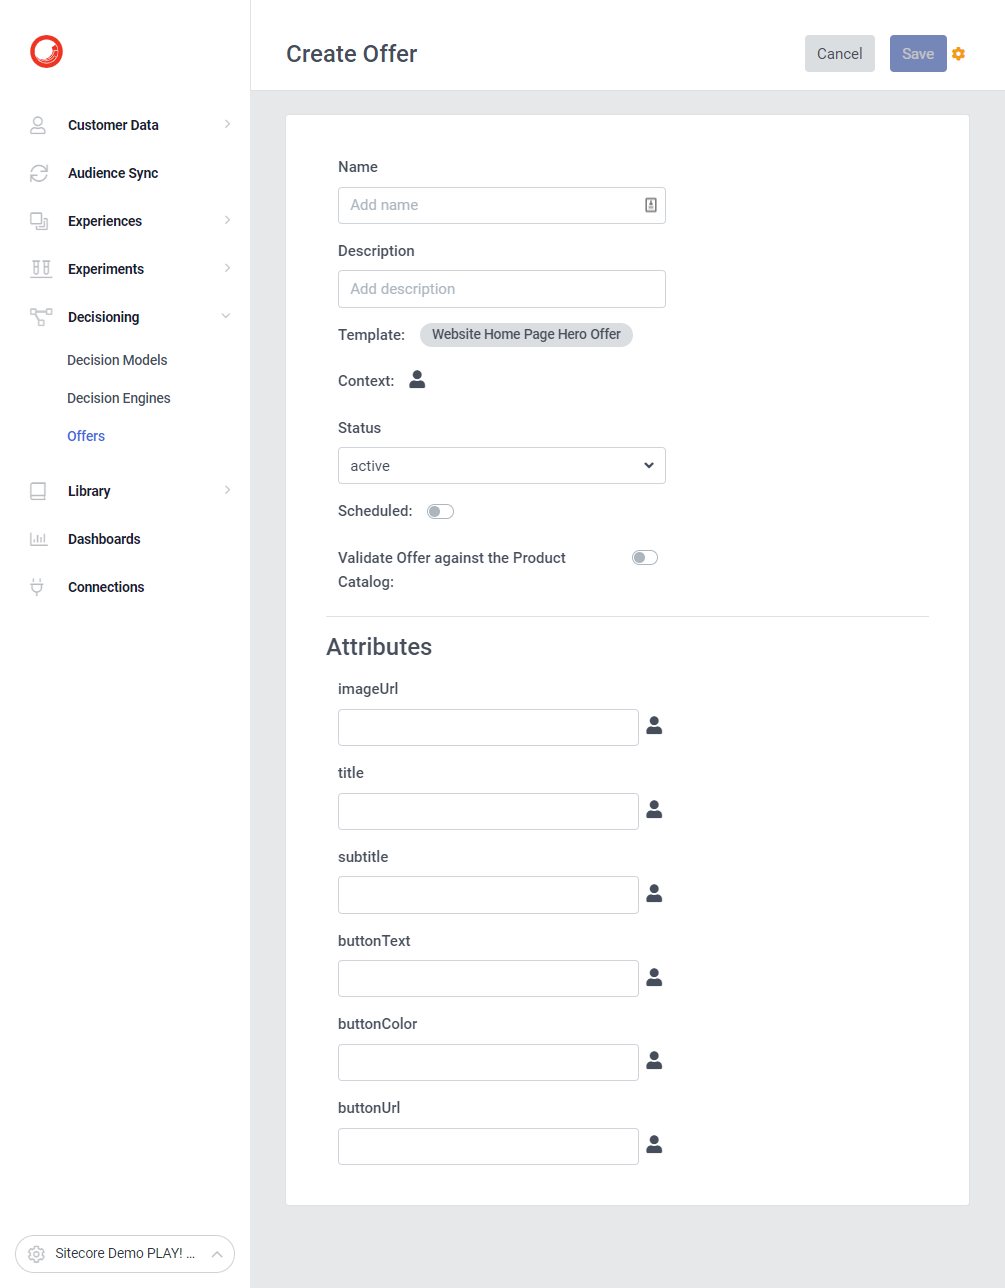 Create Offer
Cancel
Save
Customer Data
Audience Sync
Experiences
Experiments
Decisioning
Decision Models
Decision Engines
Offers
Library
Dashboards
Connections
Sitecore Demo PLAY! ...
Name
Add name
Description
Add description
Template: Website Home Page Hero Offer
Context:
Status
active
Scheduled:
Validate Offer against the Product
Catalog:
Attributes
imageUrl
title
subtitle
buttonText
buttonColor
buttonUrl